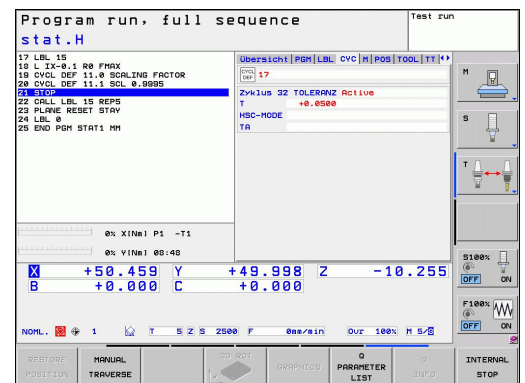 Program run, full sequence
Test run
stat.H
17 LBL 15
18 L IX-0.1 R0 FMAX
19 CYCL DEF 11.0 SCALING FACTOR
20 CYCL DEF 11.1 SCL 0.9995
21 STOP
22 CALL LBL 15 REP5
23 PLANE RESET STAY
24 LBL 0
25 END PGM STAT1 MM
Übersicht PGM LBL CYC M POS TOOL TT
CYCL DEF 17
Zyklus 32 TOLERANZ Active
T +0.0500
HSC-MODE
TA
M
S
T
0% X[Nm] P1 -T1
0% Y[Nm] 08:48
X +50.459 Y +49.998 Z -10.255
B +0.000 C +0.000
NOML. 1 T 5 Z S 2500 F 0mm/min Ovr 100% M 5/8
S100%
OFF ON
F100%
OFF ON
RESTORE POSITION
MANUAL TRAVERSE
3D ROT
GRAPHICS
Q PARAMETER LIST
Q INFO
INTERNAL STOP